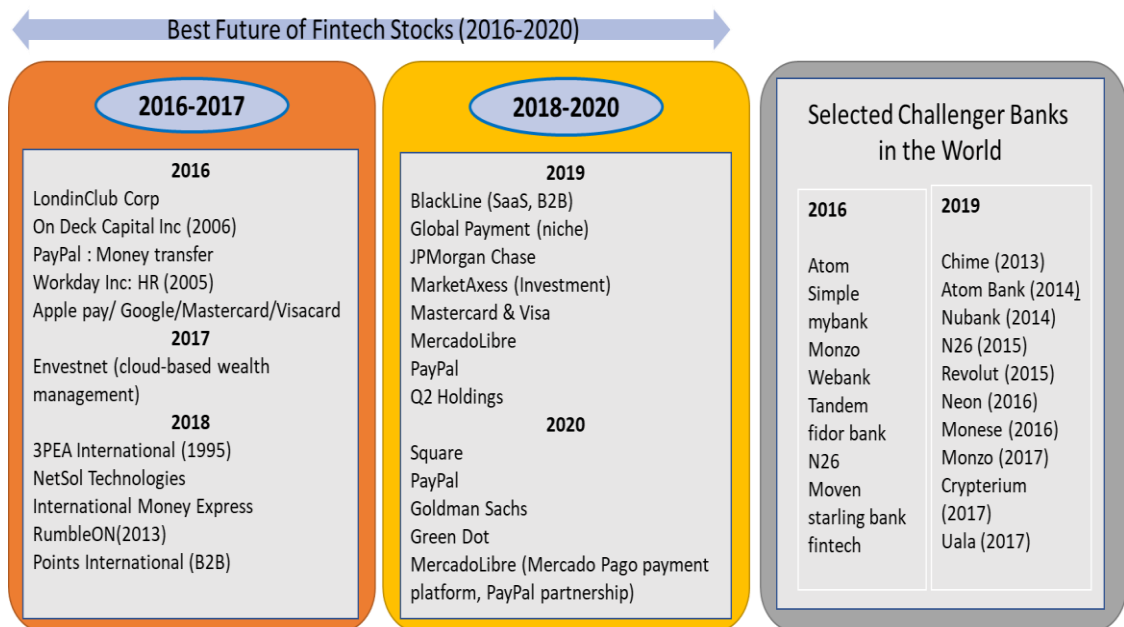 Best Future of Fintech Stocks (2016-2020)
2016-2017
2016
LondinClub Corp
On Deck Capital Inc (2006)
PayPal : Money transfer
Workday Inc: HR (2005)
Apple pay/ Google/Mastercard/Visacard
2017
Envestnet (cloud-based wealth
management)
2018
3PEA International (1995)
NetSol Technologies
International Money Express
RumbleON(2013)
Points International (B2B)
2018-2020
2019
BlackLine (SaaS, B2B)
Global Payment (niche)
JPMorgan Chase
MarketAxess (Investment)
Mastercard & Visa
MercadoLibre
PayPal
Q2 Holdings
2020
Square
PayPal
Goldman Sachs
Green Dot
MercadoLibre (Mercado Pago payment
platform, PayPal partnership)
Selected Challenger Banks
in the World
2016
Atom
Simple
mybank
Monzo
Webank
Tandem
fidor bank
N26
Moven
starling bank
fintech
2019
Chime (2013)
Atom Bank (2014)
Nubank (2014)
N26 (2015)
Revolut (2015)
Neon (2016)
Monese (2016)
Monzo (2017)
Crypterium
(2017)
Uala (2017)